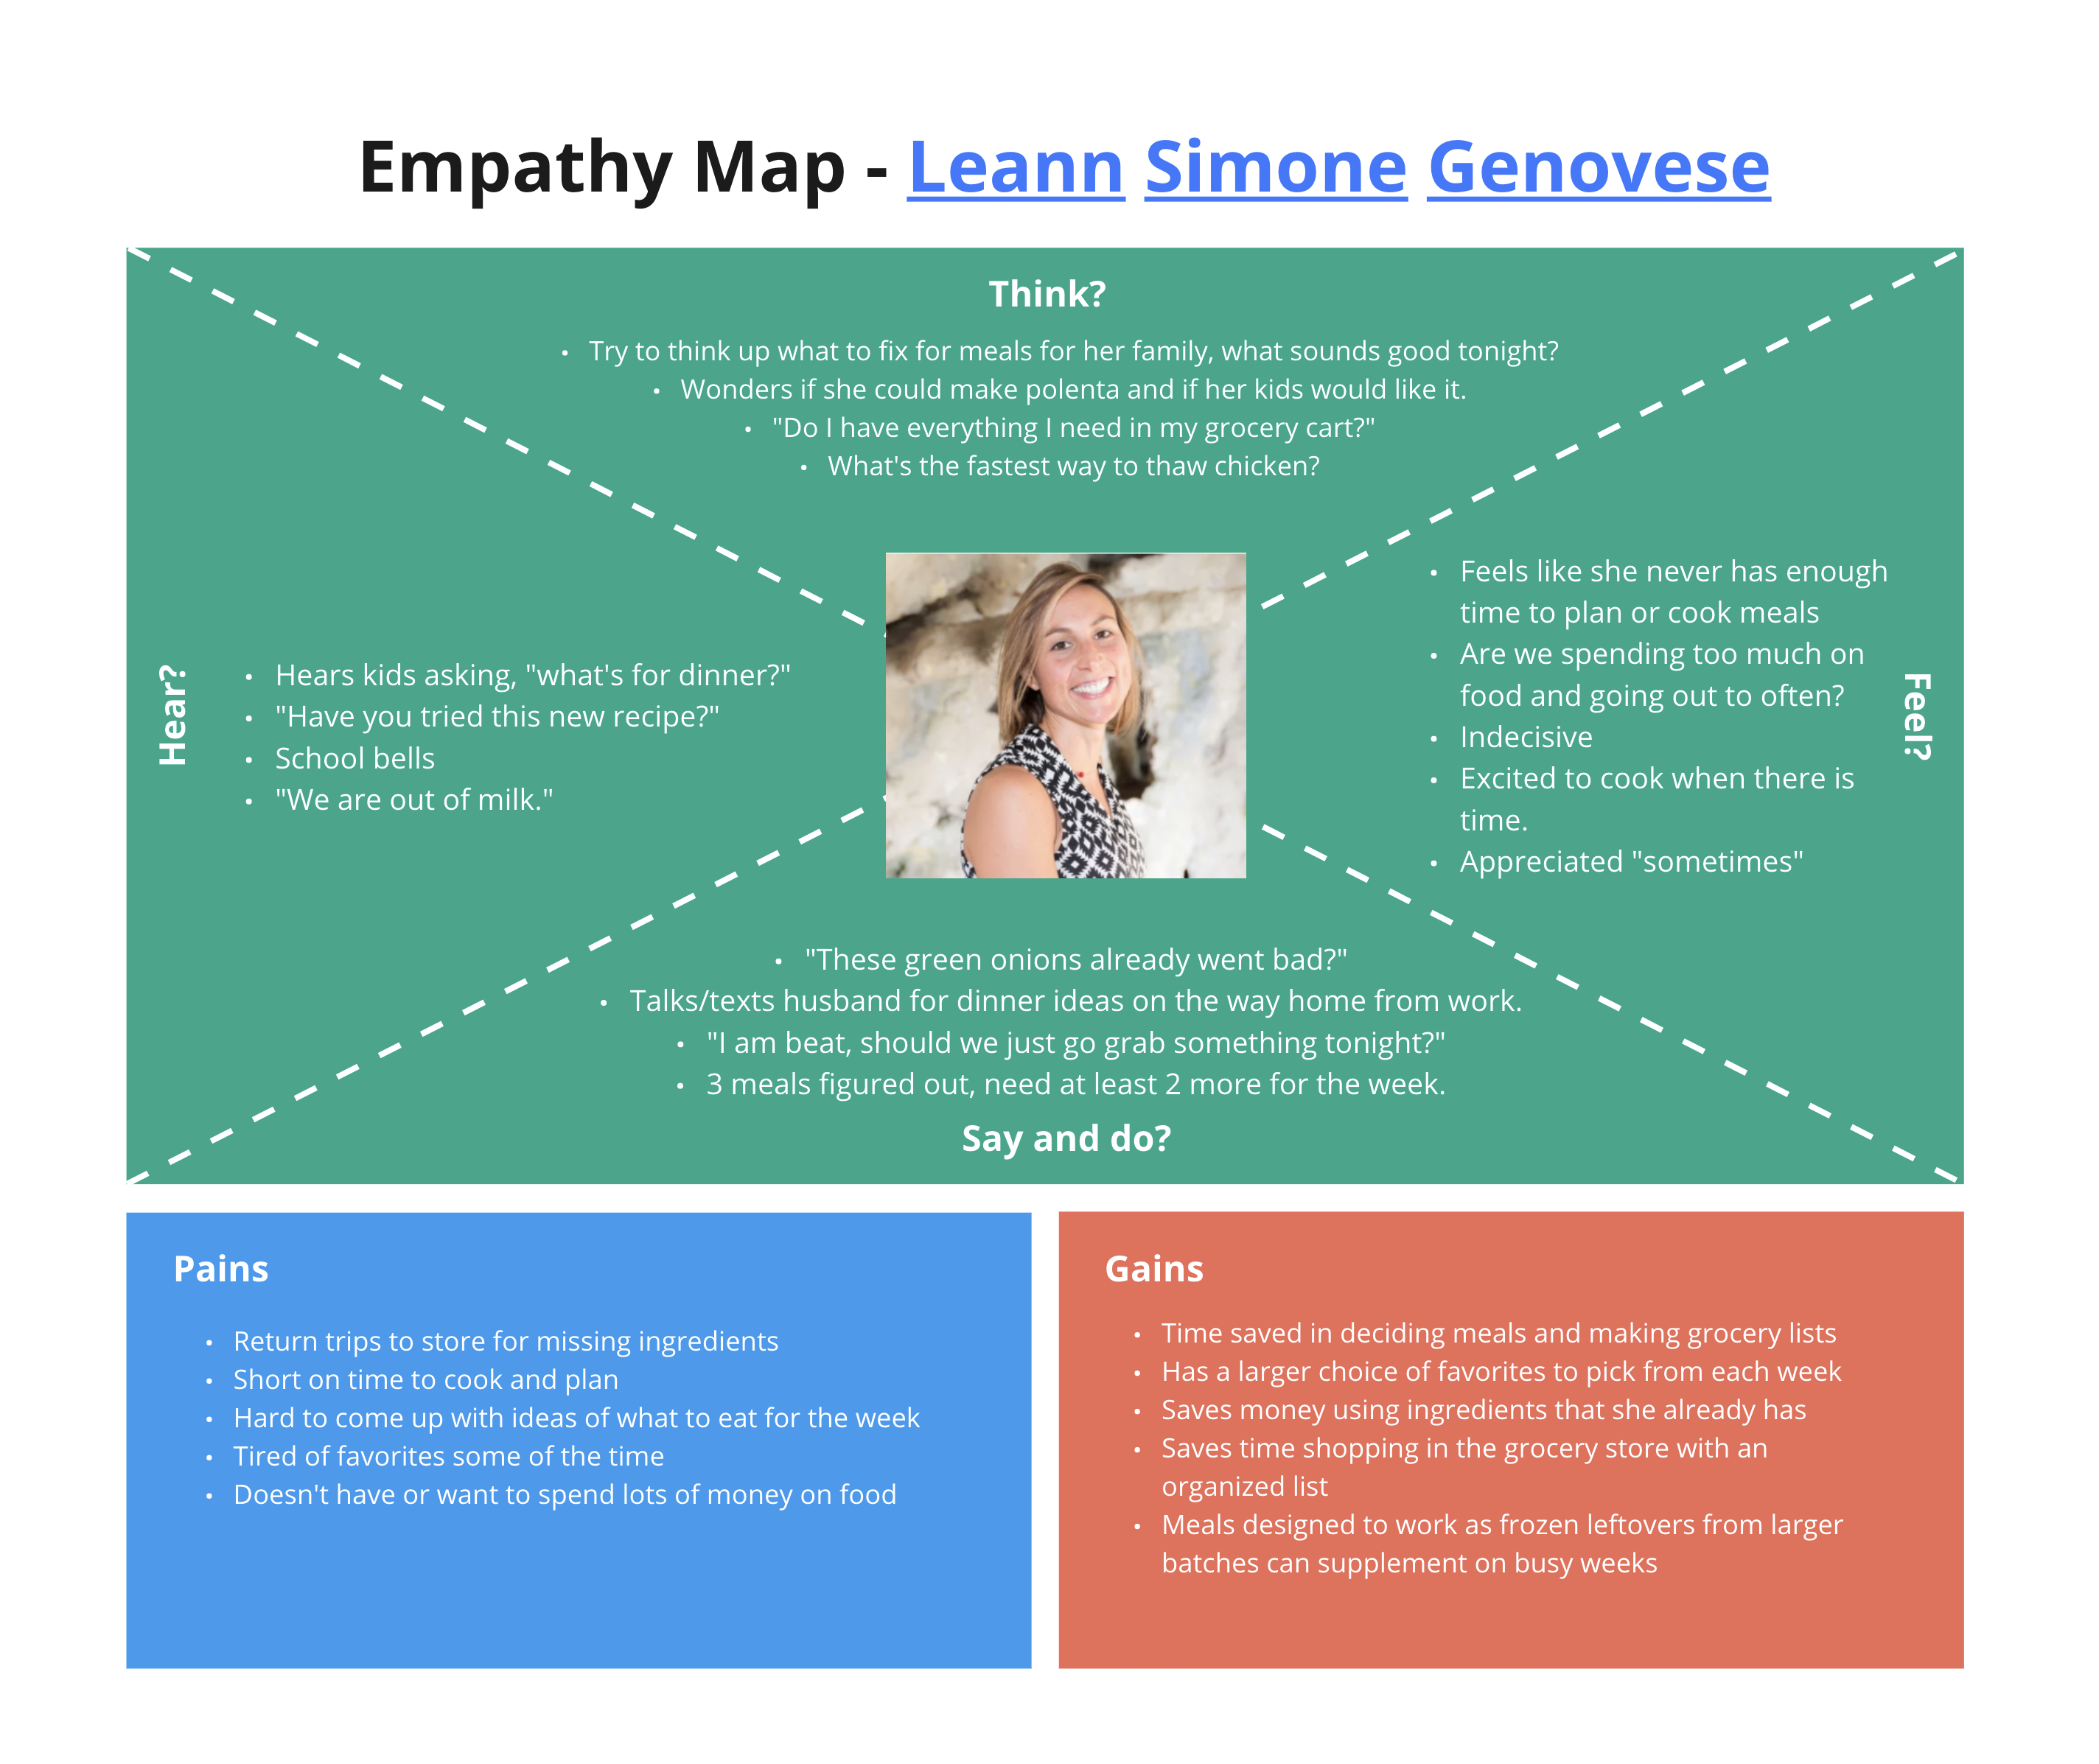 Empathy Map - Leann Simone Genovese
Think?
• Try to think up what to fix for meals for her family, what sounds good tonight?
• Wonders if she could make polenta and if her kids would like it.
• "Do I have everything I need in my grocery cart?"
• What's the fastest way to thaw chicken?
Hear?
• Hears kids asking, "what's for dinner?"
• "Have you tried this new recipe?"
• School bells
• "We are out of milk."
• Feels like she never has enough
time to plan or cook meals
• Are we spending too much on
food and going out to often?
• Indecisive
• Excited to cook when there is
time.
• Appreciated "sometimes"
Feel?
• "These green onions already went bad?"
• Talks/texts husband for dinner ideas on the way home from work.
• "I am beat, should we just go grab something tonight?"
• 3 meals figured out, need at least 2 more for the week.
Say and do?
Pains
• Return trips to store for missing ingredients
• Short on time to cook and plan
• Hard to come up with ideas of what to eat for the week
• Tired of favorites some of the time
• Doesn't have or want to spend lots of money on food
Gains
• Time saved in deciding meals and making grocery lists
• Has a larger choice of favorites to pick from each week
• Saves money using ingredients that she already has
• Saves time shopping in the grocery store with an
organized list
• Meals designed to work as frozen leftovers from larger
batches can supplement on busy weeks